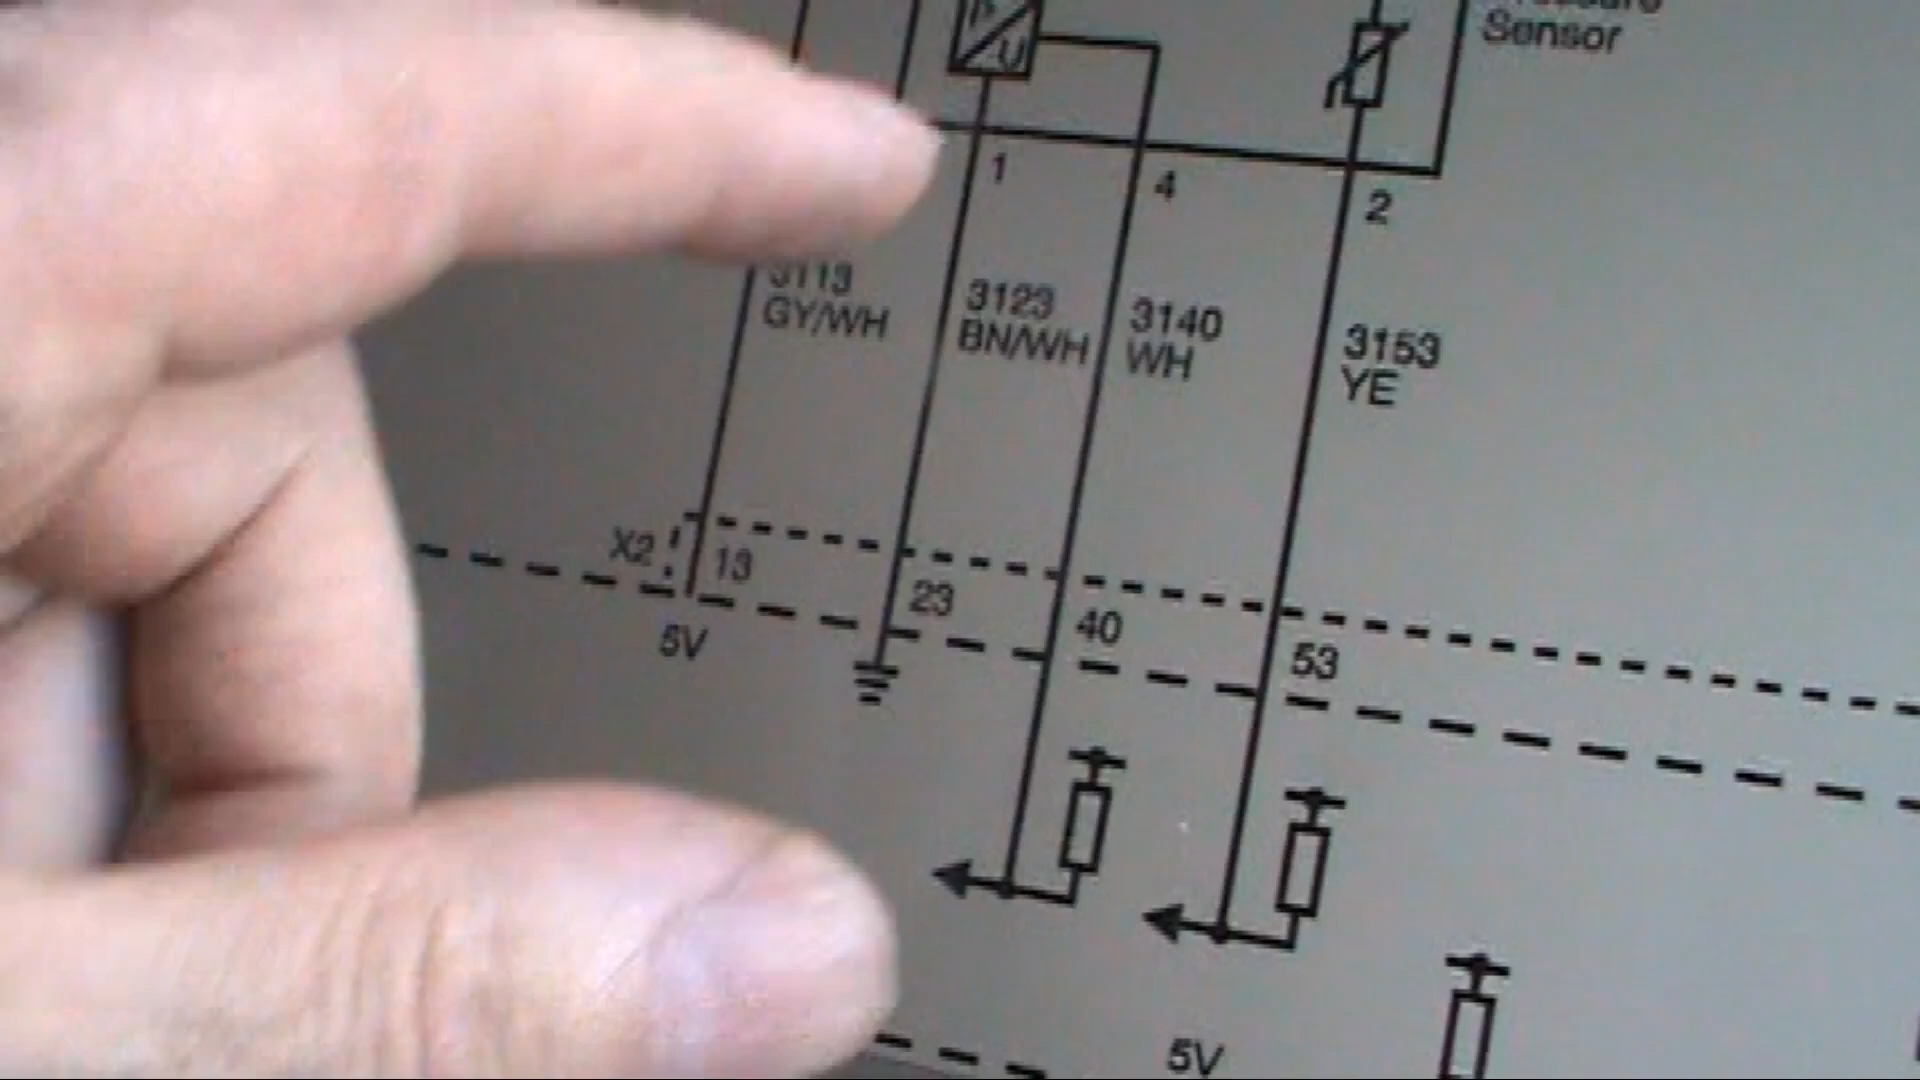 Sensor
U
1
4
2
3113
GY/WH
3123
BN/WH
3140
WH
3153
YE
X2
13
23
40
53
5V
5V